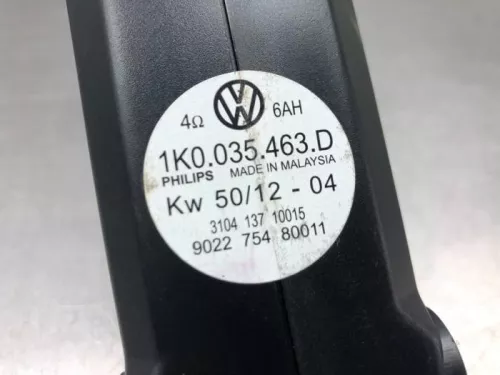 4Ω VW 6AH
1K0.035.463.D
PHILIPS MADE IN MALAYSIA
Kw 50/12 - 04
3104 137 10015
9022 754 80011